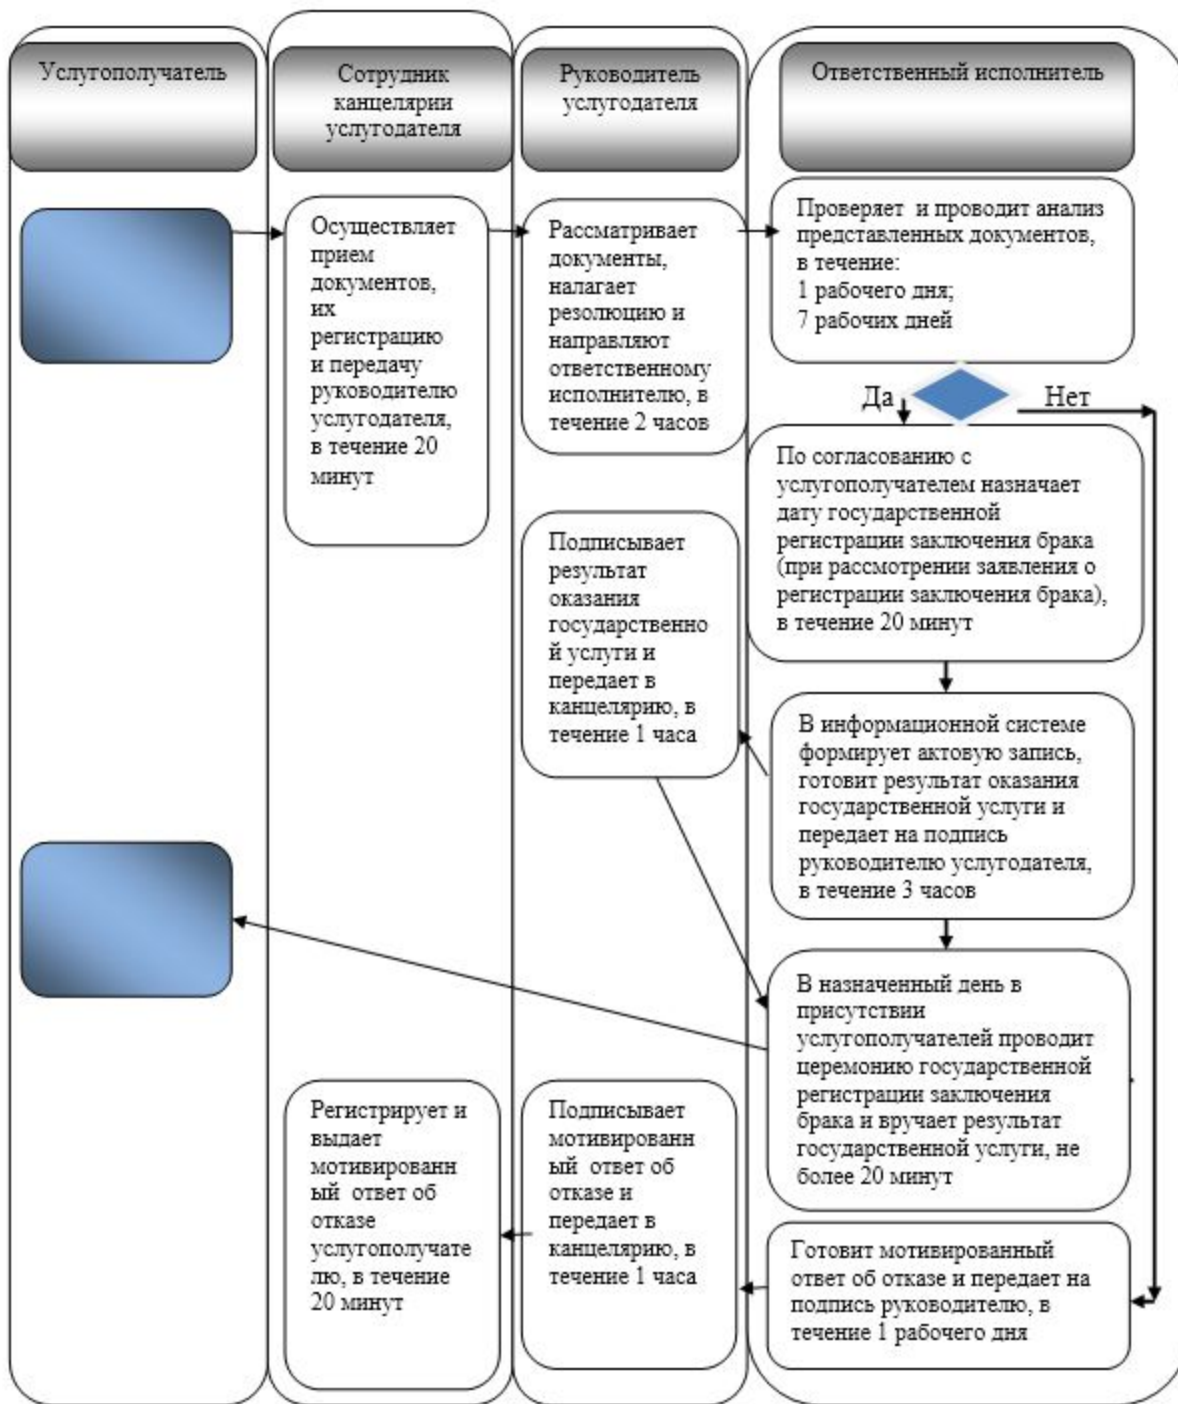 Услугополучатель
Сотрудник
канцелярии
услугодателя
Руководитель
услугодателя
Ответственный исполнитель
Осуществляет
прием
документов,
их
регистрацию
и передачу
руководителю
услугодателя,
в течение 20
минут
Рассматривает
документы,
налагает
резолюцию и
направляют
ответственному
исполнителю, в
течение 2 часов
Проверяет и проводит анализ
представленных документов,
в течение:
1 рабочего дня;
7 рабочих дней
Да
Нет
По согласованию с
услугополучателем назначает
дату государственной
регистрации заключения брака
(при рассмотрении заявления о
регистрации заключения брака),
в течение 20 минут
Подписывает
результат
оказания
государственно
й услуги и
передает в
канцелярию, в
течение 1 часа
В информационной системе
формирует актовую запись,
готовит результат оказания
государственной услуги и
передает на подпись
руководителю услугодателя,
в течение 3 часов
В назначенный день в
присутствии
услугополучателей проводит
церемонию государственной
регистрации заключения
брака и вручает результат
государственной услуги, не
более 20 минут
Регистрирует и
выдает
мотивированн
ый ответ об
отказе
услугополучате
лю, в течение
20 минут
Подписывает
мотивированн
ый ответ об
отказе и
передает в
канцелярию, в
течение 1 часа
Готовит мотивированный
ответ об отказе и передает на
подпись руководителю, в
течение 1 рабочего дня